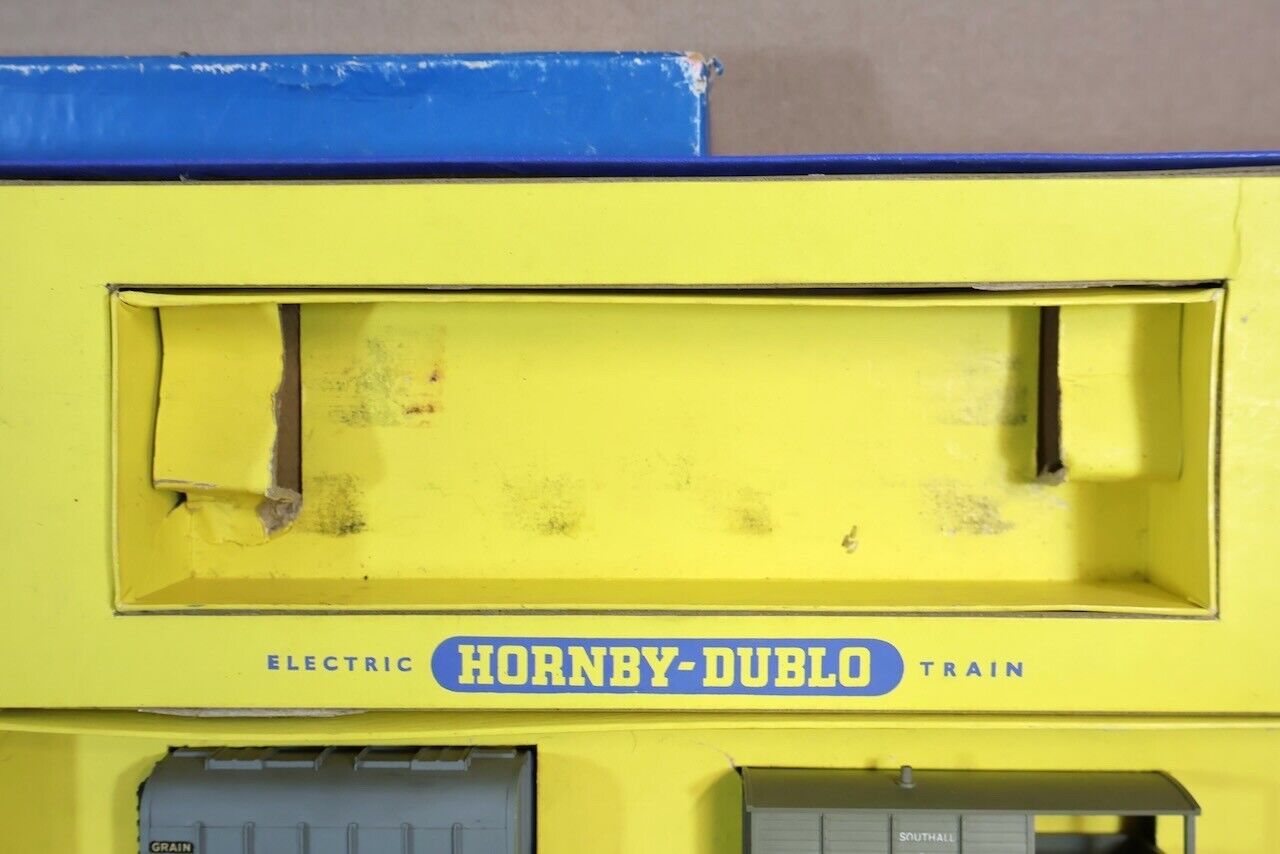 ELECTRIC HORNBY-DUBLO TRAIN
GRAIN
SOUTHALL